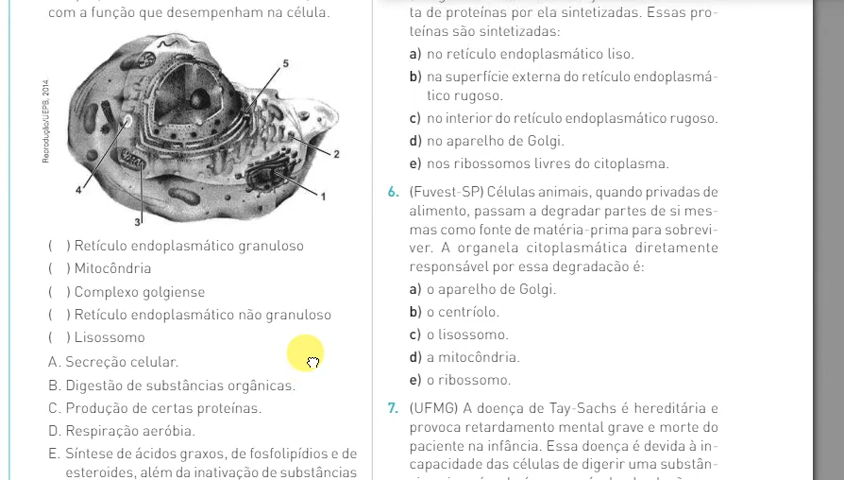 com a função que desempenham na célula.
Reprodução/UEPB, 2014.
5
2
4
1
3
( ) Retículo endoplasmático granuloso
( ) Mitocôndria
( ) Complexo golgiense
( ) Retículo endoplasmático não granuloso
( ) Lisossomo
A. Secreção celular.
B. Digestão de substâncias orgânicas.
C. Produção de certas proteínas.
D. Respiração aeróbia.
E. Síntese de ácidos graxos, de fosfolipídios e de
esteroides, além da inativação de substâncias
ta de proteínas por ela sintetizadas. Essas pro-
teínas são sintetizadas:
a) no retículo endoplasmático liso.
b) na superfície externa do retículo endoplasmá-
tico rugoso.
c) no interior do retículo endoplasmático rugoso.
d) no aparelho de Golgi.
e) nos ribossomos livres do citoplasma.
6. (Fuvest-SP) Células animais, quando privadas de
alimento, passam a degradar partes de si mes-
mas como fonte de matéria-prima para sobrevi-
ver. A organela citoplasmática diretamente
responsável por essa degradação é:
a) o aparelho de Golgi.
b) o centríolo.
c) o lisossomo.
d) a mitocôndria.
e) o ribossomo.
7. (UFMG) A doença de Tay-Sachs é hereditária e
provoca retardamento mental grave e morte do
paciente na infância. Essa doença é devida à in-
capacidade das células de digerir uma substân-